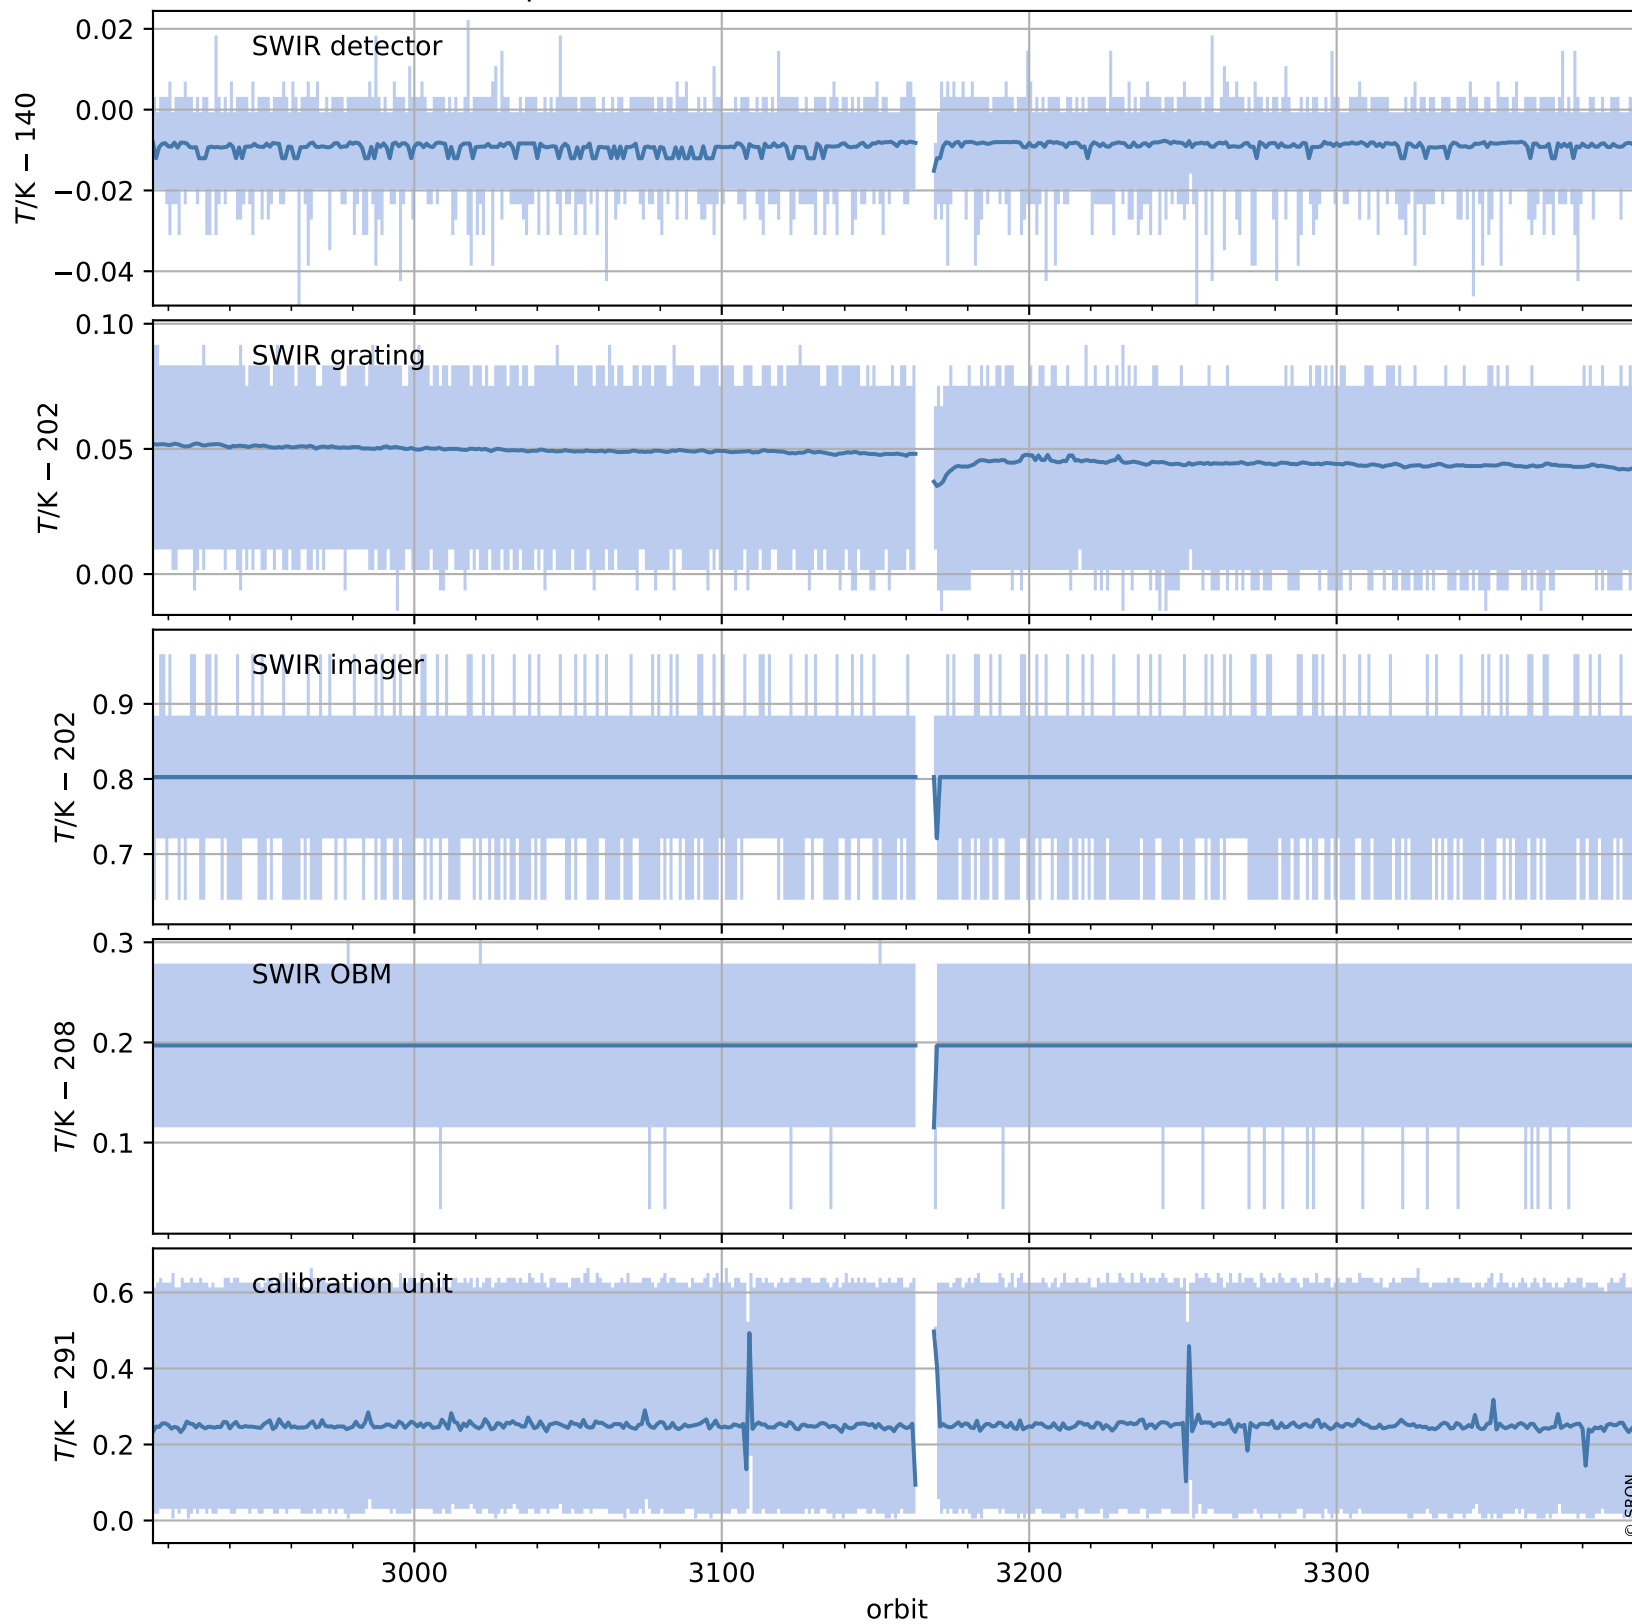 SWIR detector
0.02
0.00
−0.02
−0.04
T/K − 140
SWIR grating
0.10
0.05
0.00
T/K − 202
SWIR imager
0.9
0.8
0.7
T/K − 202
SWIR OBM
0.3
0.2
0.1
T/K − 208
calibration unit
0.6
0.4
0.2
0.0
T/K − 291
3000
3100
3200
3300
orbit
© SRON